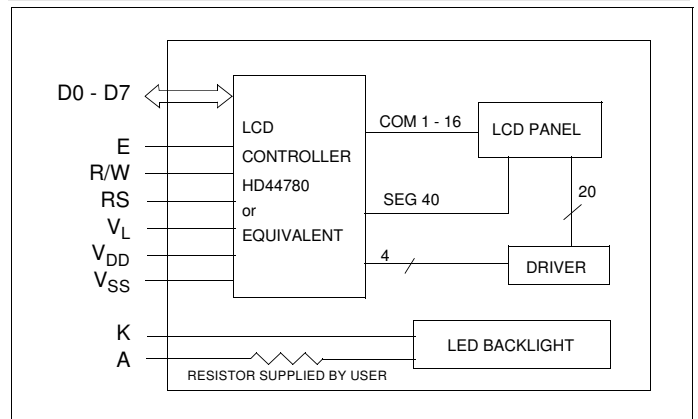 D0 - D7
E
R/W
RS
VL
VDD
VSS
K
A
LCD
CONTROLLER
HD44780
or
EQUIVALENT
COM 1 - 16
LCD PANEL
SEG 40
20
4
DRIVER
LED BACKLIGHT
RESISTOR SUPPLIED BY USER